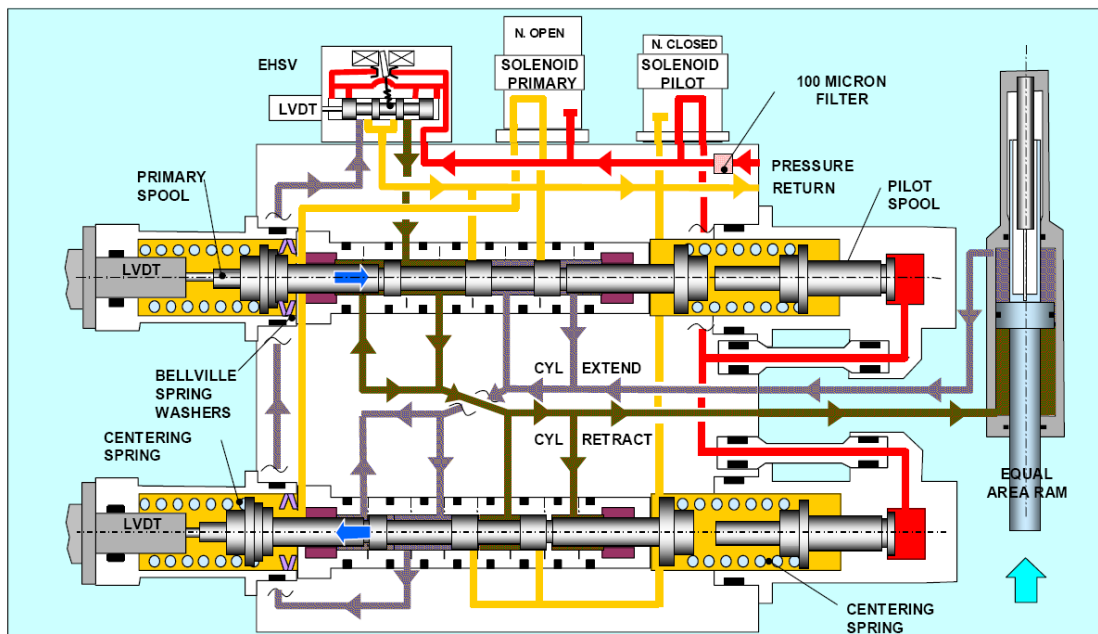 N. OPEN
SOLENOID
PRIMARY
N. CLOSED
SOLENOID
PILOT
EHSV
LVDT
100 MICRON
FILTER
PRESSURE
RETURN
PRIMARY
SPOOL
PILOT
SPOOL
LVDT
BELLVILLE
SPRING
WASHERS
CYL EXTEND
CENTERING
SPRING
CYL RETRACT
EQUAL
AREA RAM
LVDT
CENTERING
SPRING